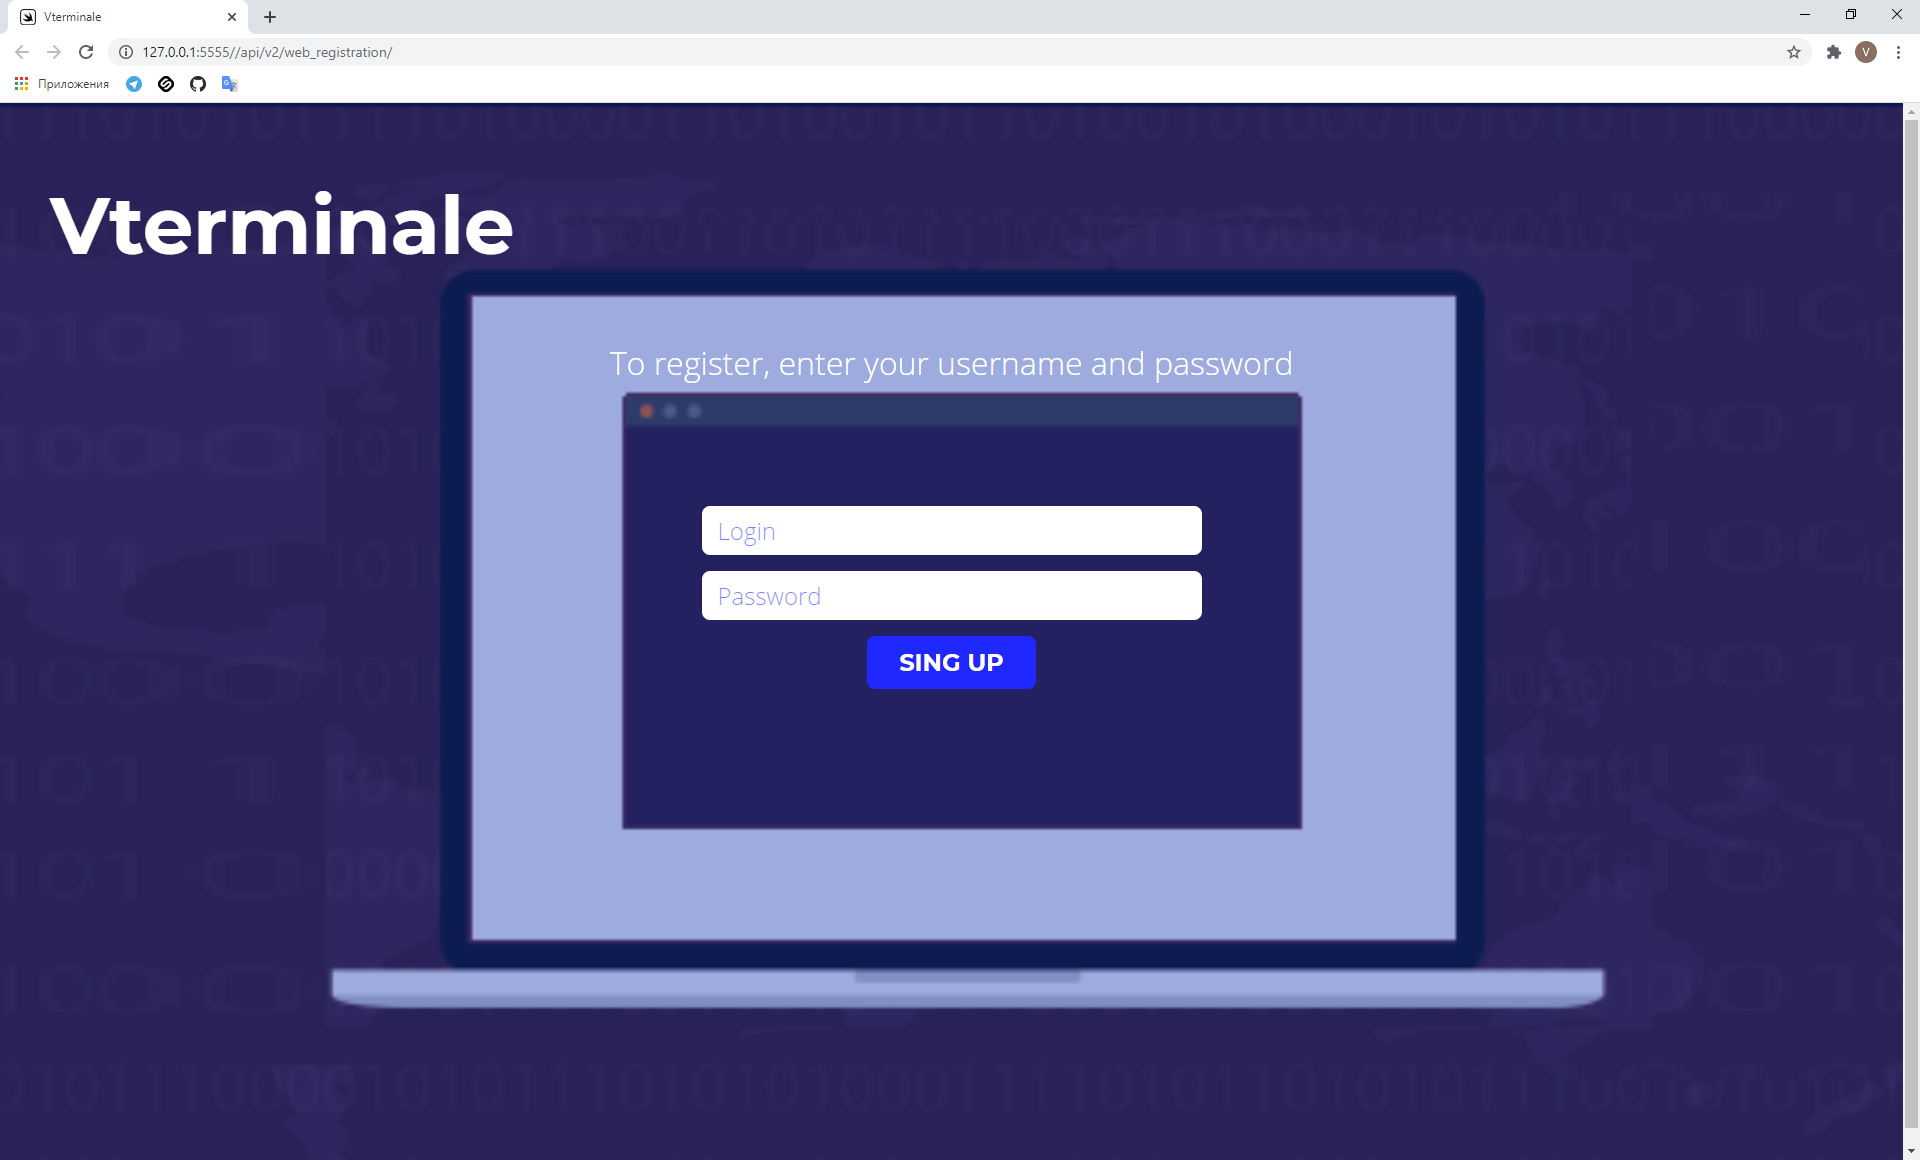 Vterminale
127.0.0.1:5555//api/v2/web_registration/
V
Приложения
Vterminale
To register, enter your username and password
Login
Password
SING UP